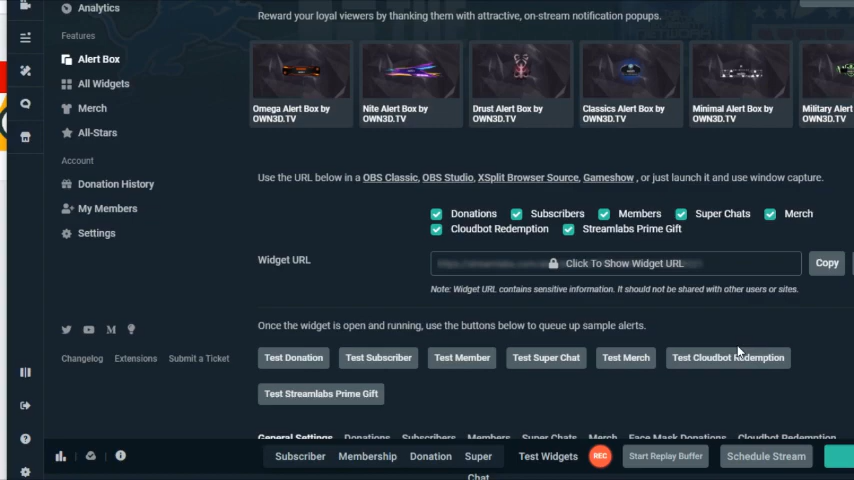 Analytics
Features
Alert Box
All Widgets
Merch
All-Stars
Account
Donation History
My Members
Settings
Changelog Extensions Submit a Ticket
Reward your loyal viewers by thanking them with attractive, on-stream notification popups.
Omega Alert Box by OWN3D.TV
Nite Alert Box by OWN3D.TV
Drust Alert Box by OWN3D.TV
Classics Alert Box by OWN3D.TV
Minimal Alert Box by OWN3D.TV
Military Al
OWN3D.TV
Use the URL below in a OBS Classic, OBS Studio, XSplit Browser Source, Gameshow , or just launch it and use window capture.
Donations Subscribers Members Super Chats Merch
Cloudbot Redemption Streamlabs Prime Gift
Widget URL Click To Show Widget URL Copy
Note: Widget URL contains sensitive information. It should not be shared with other users or sites.
Once the widget is open and running, use the buttons below to queue up sample alerts.
Test Donation Test Subscriber Test Member Test Super Chat Test Merch Test Cloudbot Redemption
Test Streamlabs Prime Gift
General Settings Donations Subscribers Members Super Chats Merch Face Mask Donations Cloudbot Redemption
Subscriber Membership Donation Super Chat Test Widgets REC Start Replay Buffer Schedule Stream